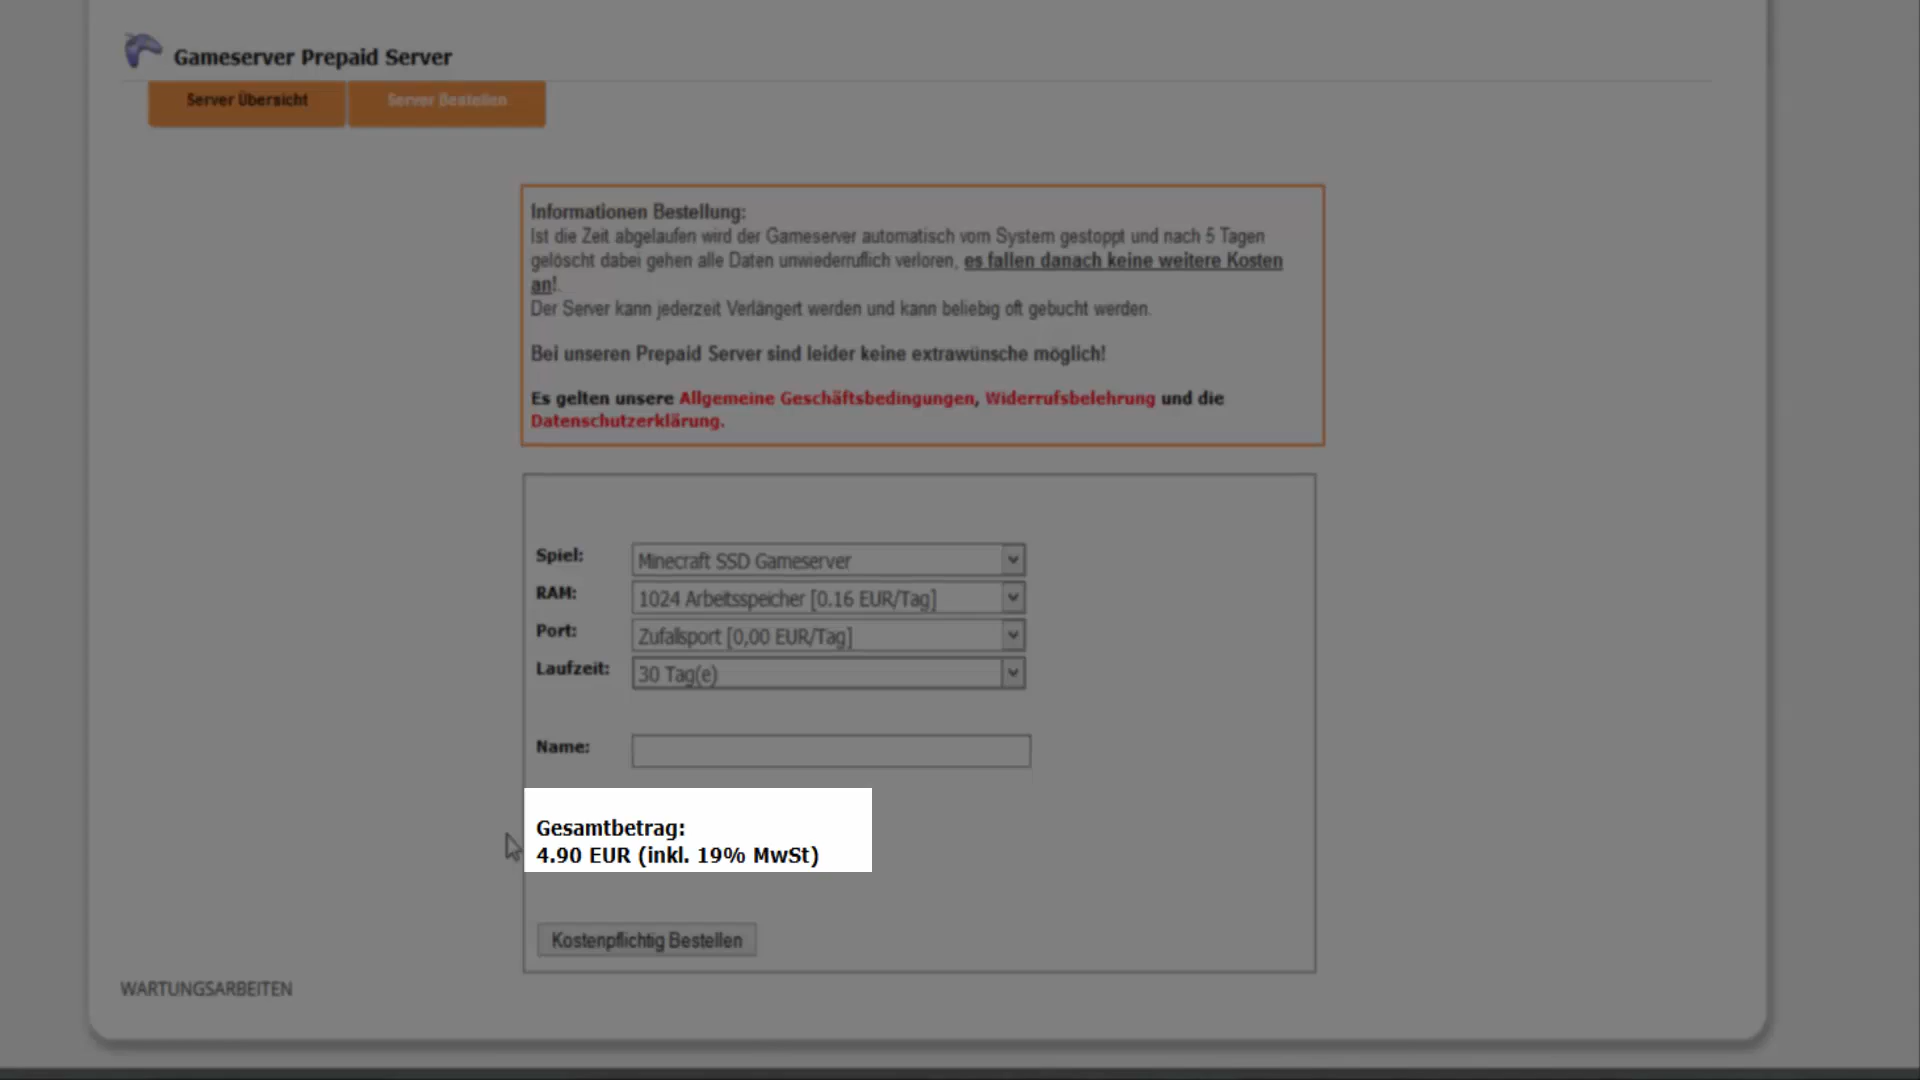 Gameserver Prepaid Server
Server Übersicht
Server Bestellen
Informationen Bestellung:
Ist die Zeit abgelaufen wird der Gameserver automatisch vom System gestoppt und nach 5 Tagen
gelöscht dabei gehen alle Daten unwiederruflich verloren, es fallen danach keine weitere Kosten
an!.
Der Server kann jederzeit Verlängert werden und kann beliebig oft gebucht werden.
Bei unseren Prepaid Server sind leider keine extrawünsche möglich!
Es gelten unsere Allgemeine Geschäftsbedingungen, Widerrufsbelehrung und die
Datenschutzerklärung.
Spiel: Minecraft SSD Gameserver
RAM: 1024 Arbeitsspeicher [0.16 EUR/Tag]
Port: Zufallsport [0,00 EUR/Tag]
Laufzeit: 30 Tag(e)
Name:
Gesamtbetrag:
4.90 EUR (inkl. 19% MwSt)
Kostenpflichtig Bestellen
WARTUNGSARBEITEN